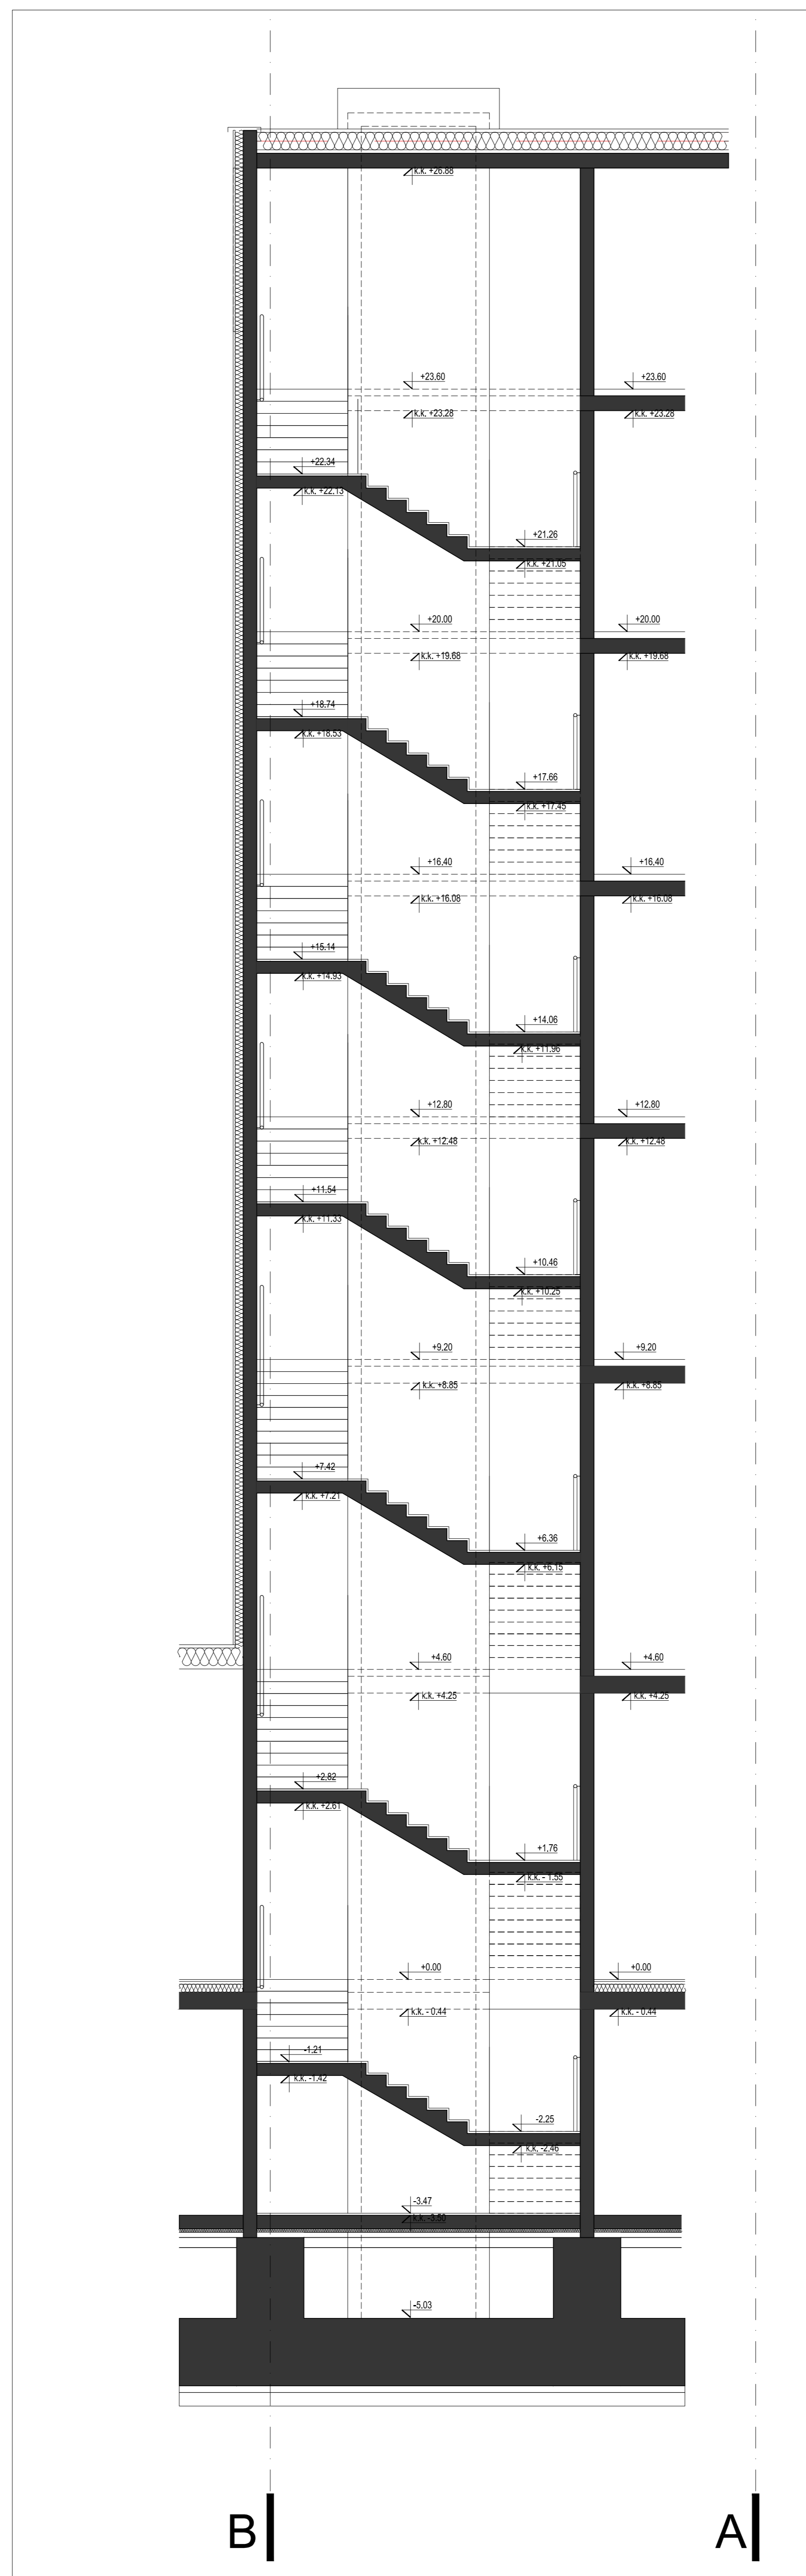 k.k. +26.88
+23.60
+23.60
k.k. +23.28
k.k. +23.28
+22.34
k.k. +22.13
+21.26
k.k. +21.05
+20.00
+20.00
k.k. +19.68
k.k. +19.68
+18.74
k.k. +18.53
+17.66
k.k. +17.45
+16.40
+16.40
k.k. +16.08
k.k. +16.08
+15.14
k.k. +14.93
+14.06
k.k. +11.96
+12.80
+12.80
k.k. +12.48
k.k. +12.48
+11.54
k.k. +11.33
+10.46
k.k. +10.25
+9.20
+9.20
k.k. +8.85
k.k. +8.85
+7.42
k.k. +7.21
+6.36
k.k. +6.15
+4.60
+4.60
k.k. +4.25
k.k. +4.25
+2.82
k.k. +2.61
+1.76
k.k. - 1.55
+0.00
+0.00
k.k. - 0.44
k.k. - 0.44
-1.21
k.k. -1.42
-2.25
k.k. -2.46
-3.47
k.k. -3.50
-5.03
B A